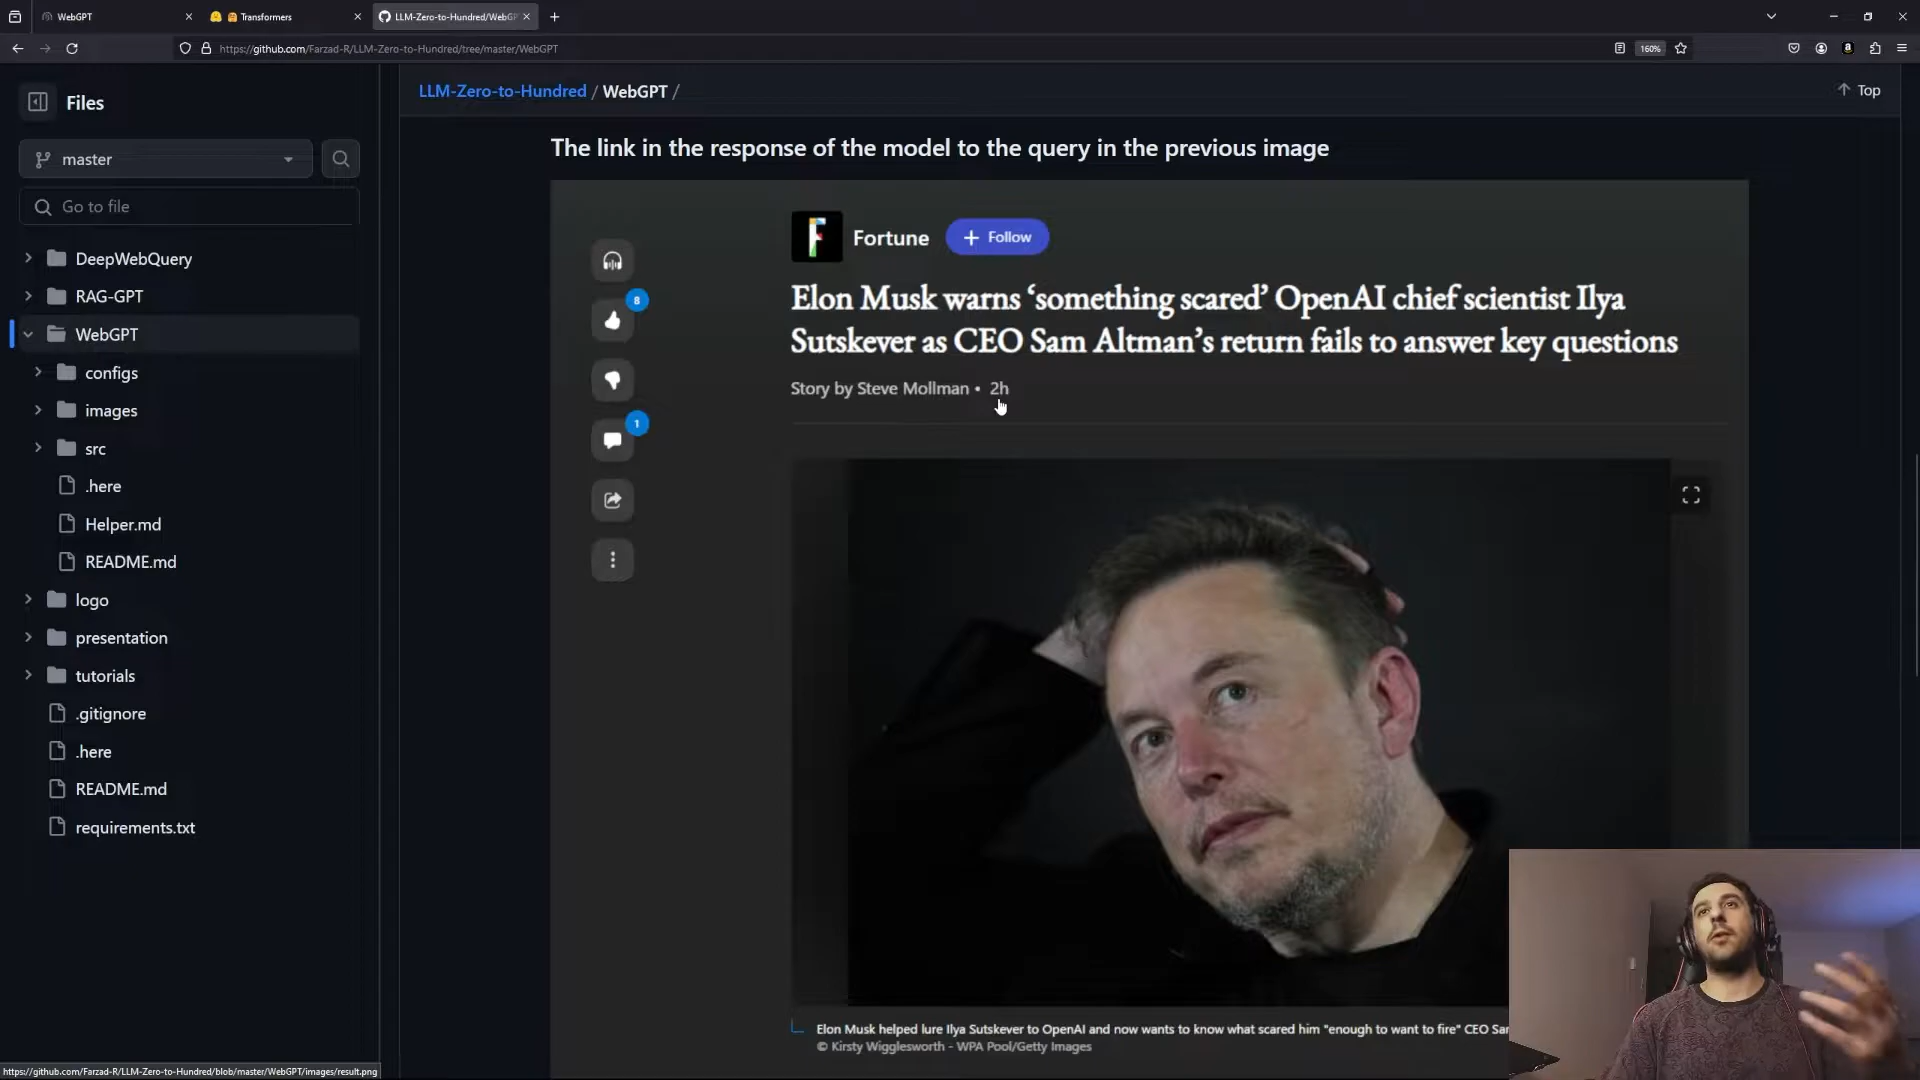 WebGPT
Transformers
LLM-Zero-to-Hundred/WebGP
https://github.com/Farzad-R/LLM-Zero-to-Hundred/tree/master/WebGPT
160%
Files
master
Go to file
DeepWebQuery
RAG-GPT
WebGPT
configs
images
src
.here
Helper.md
README.md
logo
presentation
tutorials
.gitignore
.here
README.md
requirements.txt
LLM-Zero-to-Hundred / WebGPT /
Top
The link in the response of the model to the query in the previous image
Fortune
Follow
8
1
Elon Musk warns ‘something scared’ OpenAI chief scientist Ilya
Sutskever as CEO Sam Altman’s return fails to answer key questions
Story by Steve Mollman • 2h
Elon Musk helped lure Ilya Sutskever to OpenAI and now wants to know what scared him "enough to want to fire" CEO Sa
© Kirsty Wigglesworth - WPA Pool/Getty Images
https://github.com/Farzad-R/LLM-Zero-to-Hundred/blob/master/WebGPT/images/result.png